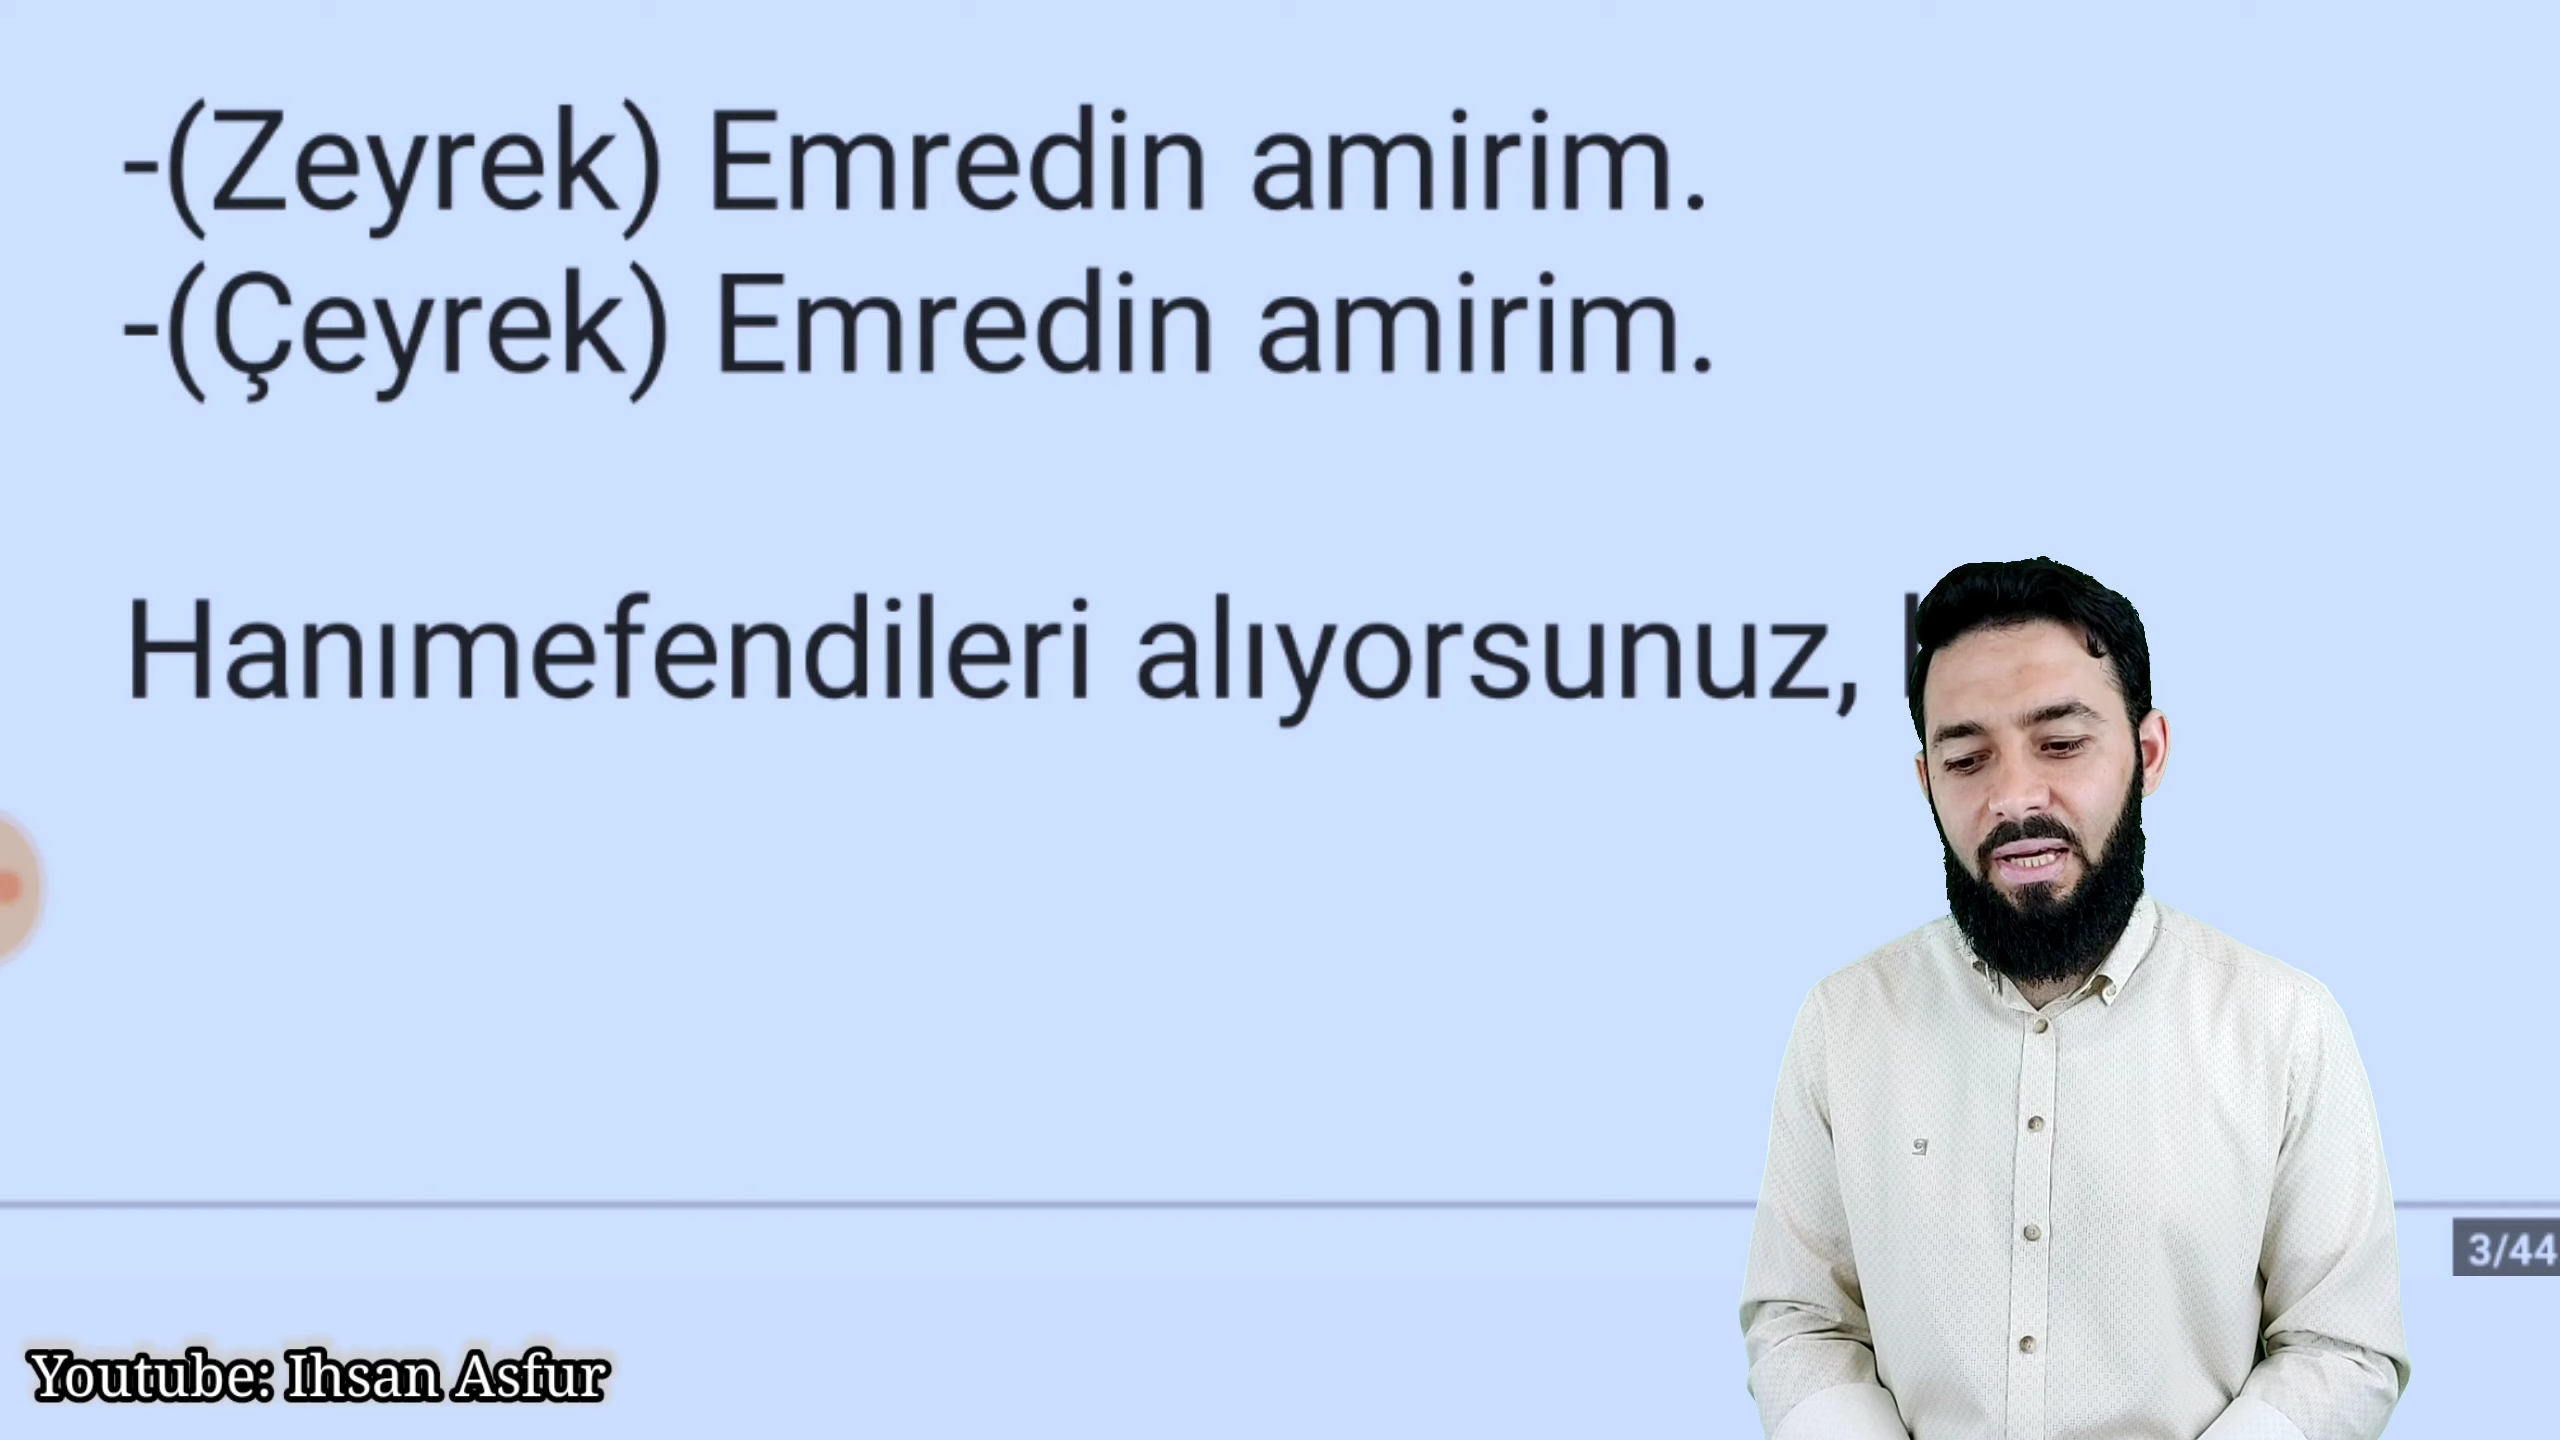 -(Zeyrek) Emredin amirim.
-(Çeyrek) Emredin amirim.
Hanımefendileri alıyorsunuz,
3/44
Youtube: Ihsan Asfur